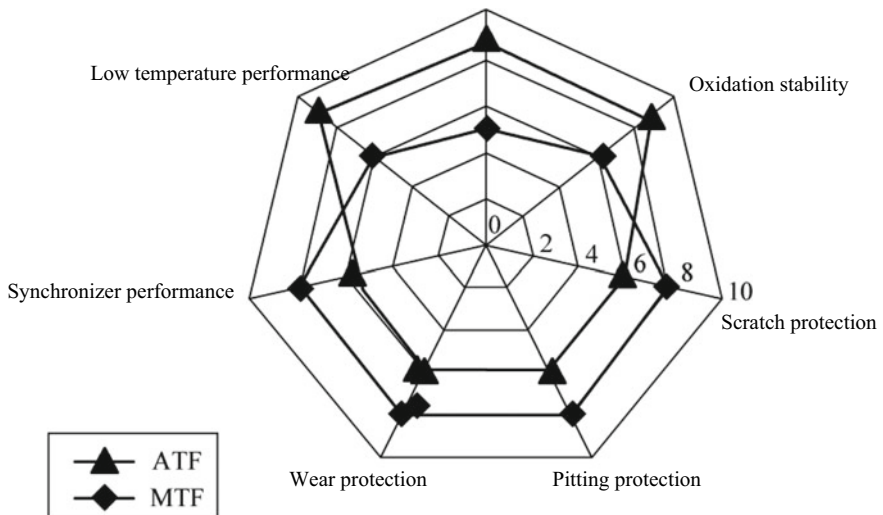 Low temperature performance
Oxidation stability
0
2
4
6
8
10
Synchronizer performance
Scratch protection
Wear protection
Pitting protection
ATF
MTF